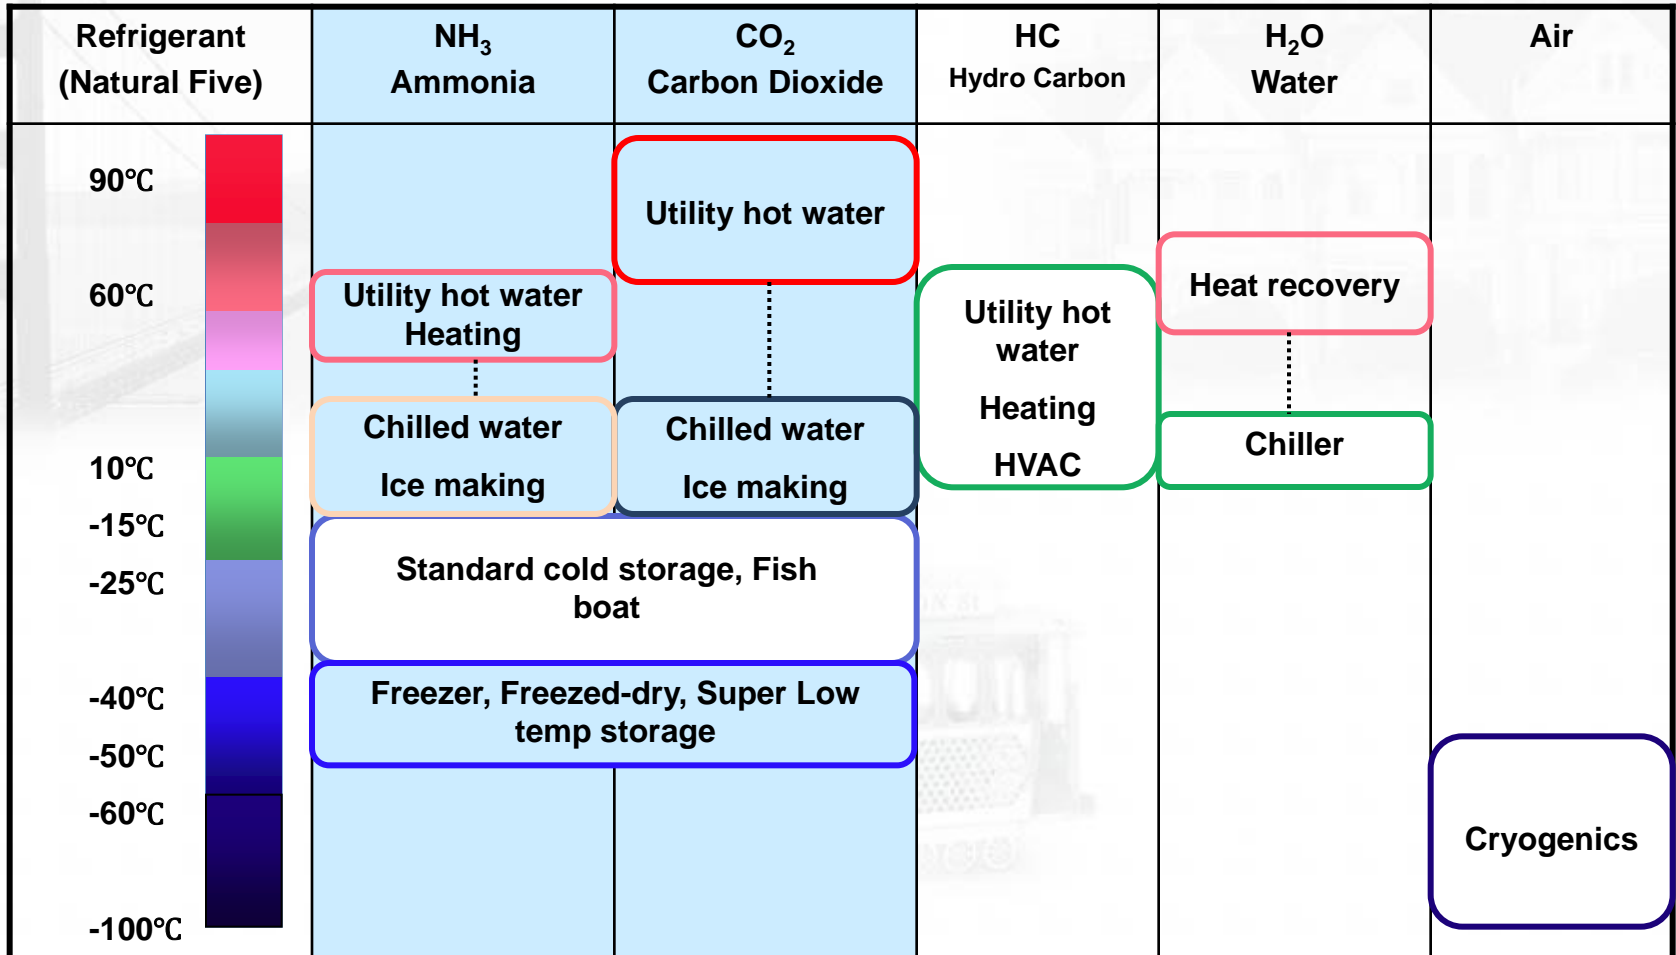 Refrigerant
(Natural Five)
NH3
Ammonia
CO2
Carbon Dioxide
HC
Hydro Carbon
H2O
Water
Air
90℃
60℃
10℃
-15℃
-25℃
-40℃
-50℃
-60℃
-100℃
Utility hot water
Heating
Chilled water
Ice making
Utility hot water
Chilled water
Ice making
Standard cold storage, Fish
boat
Freezer, Freezed-dry, Super Low
temp storage
Utility hot
water
Heating
HVAC
Heat recovery
Chiller
Cryogenics